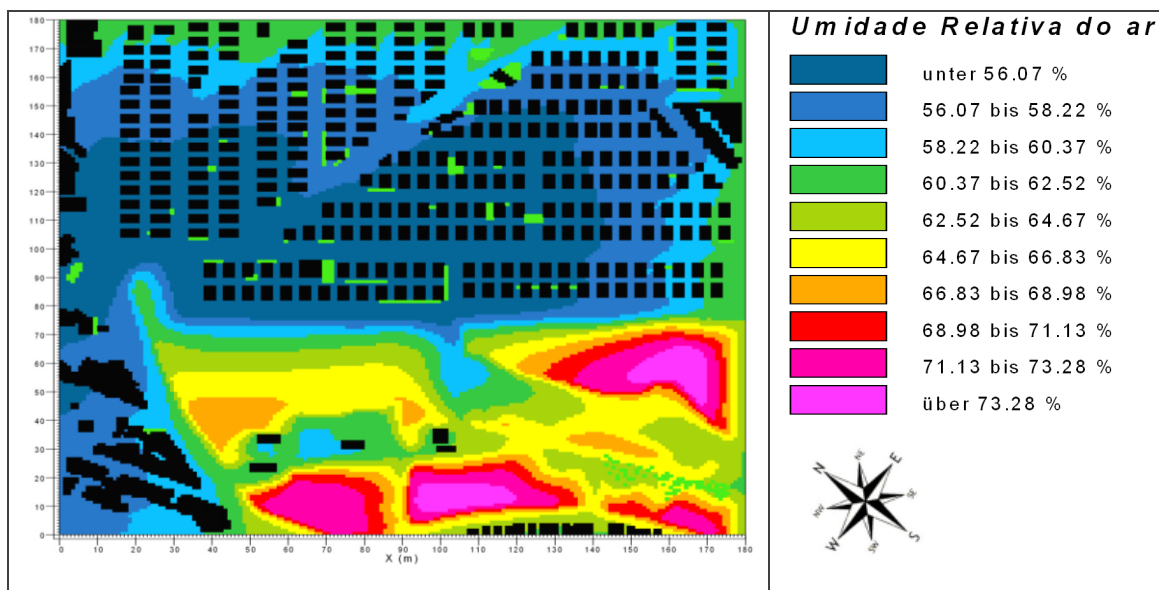 Umidade Relativa do ar
unter 56.07 %
56.07 bis 58.22 %
58.22 bis 60.37 %
60.37 bis 62.52 %
62.52 bis 64.67 %
64.67 bis 66.83 %
66.83 bis 68.98 %
68.98 bis 71.13 %
71.13 bis 73.28 %
über 73.28 %
N
NE
E
SE
S
SW
W
NW
180
170
160
150
140
130
120
110
100
90
80
70
60
50
40
30
20
10
0
0 10 20 30 40 50 60 70 80 90 100 110 120 130 140 150 160 170 180
X (m)